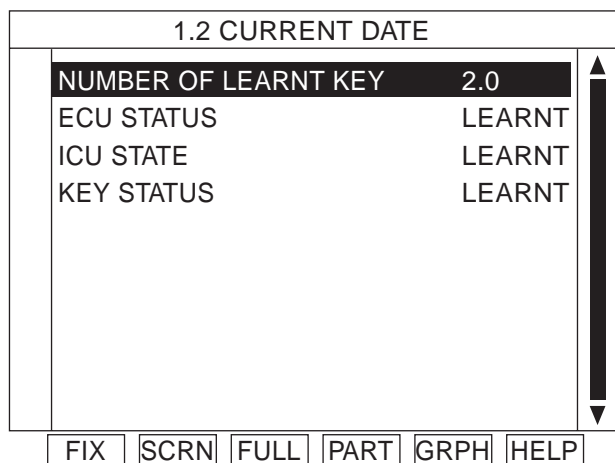 1.2 CURRENT DATE
NUMBER OF LEARNT KEY 2.0
ECU STATUS LEARNT
ICU STATE LEARNT
KEY STATUS LEARNT
FIX SCRN FULL PART GRPH HELP